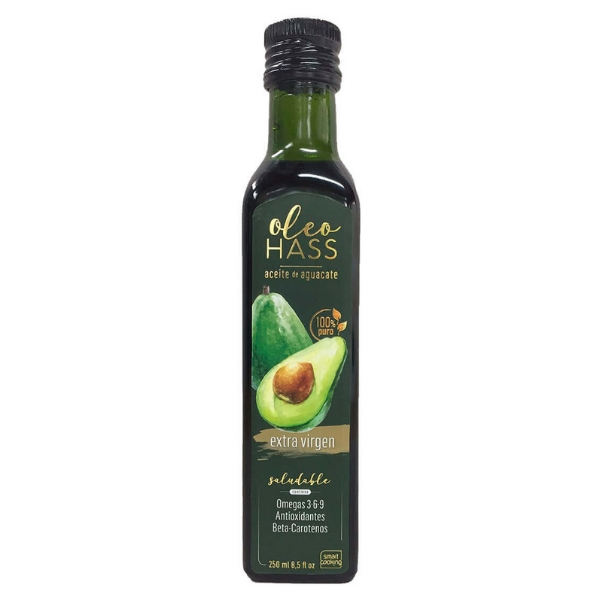 oleo
HASS
aceite de aguacate
100%
puro
extra virgen
saludable
Omegas 3-6-9
Antioxidantes
Beta-Carotenos
250 ml 8,5 fl oz
smart
cooking